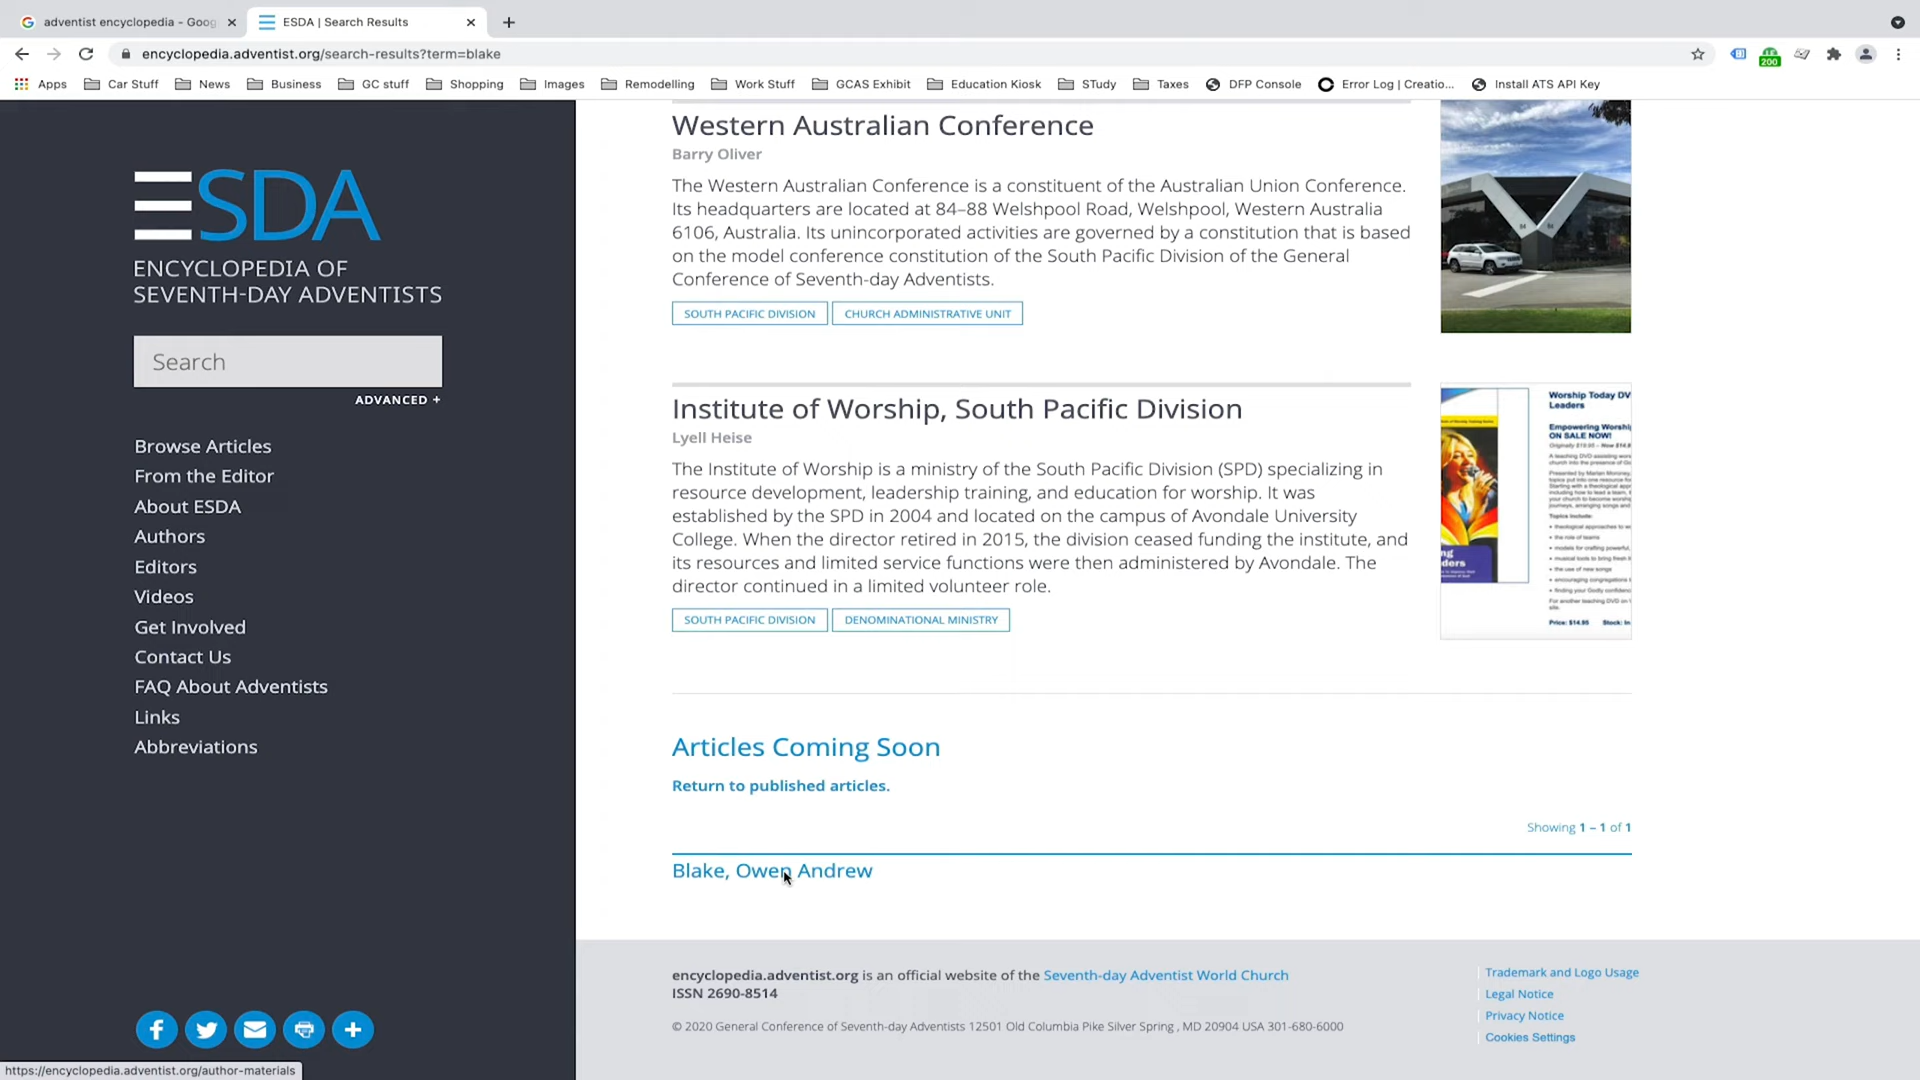 adventist encyclopedia - Goog
ESDA | Search Results
encyclopedia.adventist.org/search-results?term=blake
200
Apps
Car Stuff
News
Business
GC stuff
Shopping
Images
Remodelling
Work Stuff
GCAS Exhibit
Education Kiosk
STudy
Taxes
DFP Console
Error Log | Creatio...
Install ATS API Key
ESDA
ENCYCLOPEDIA OF
SEVENTH-DAY ADVENTISTS
Search
ADVANCED +
Browse Articles
From the Editor
About ESDA
Authors
Editors
Videos
Get Involved
Contact Us
FAQ About Adventists
Links
Abbreviations
https://encyclopedia.adventist.org/author-materials
Western Australian Conference
Barry Oliver
The Western Australian Conference is a constituent of the Australian Union Conference.
Its headquarters are located at 84–88 Welshpool Road, Welshpool, Western Australia
6106, Australia. Its unincorporated activities are governed by a constitution that is based
on the model conference constitution of the South Pacific Division of the General
Conference of Seventh-day Adventists.
SOUTH PACIFIC DIVISION
CHURCH ADMINISTRATIVE UNIT
Institute of Worship, South Pacific Division
Lyell Heise
The Institute of Worship is a ministry of the South Pacific Division (SPD) specializing in
resource development, leadership training, and education for worship. It was
established by the SPD in 2004 and located on the campus of Avondale University
College. When the director retired in 2015, the division ceased funding the institute, and
its resources and limited service functions were then administered by Avondale. The
director continued in a limited volunteer role.
SOUTH PACIFIC DIVISION
DENOMINATIONAL MINISTRY
Worship Today DV
Leaders
Empowering Worshi
ON SALE NOW!
Price: $14.95 Stock: In
Articles Coming Soon
Return to published articles.
Showing 1 – 1 of 1
Blake, Owen Andrew
encyclopedia.adventist.org is an official website of the Seventh-day Adventist World Church
ISSN 2690-8514
© 2020 General Conference of Seventh-day Adventists 12501 Old Columbia Pike Silver Spring , MD 20904 USA 301-680-6000
Trademark and Logo Usage
Legal Notice
Privacy Notice
Cookies Settings